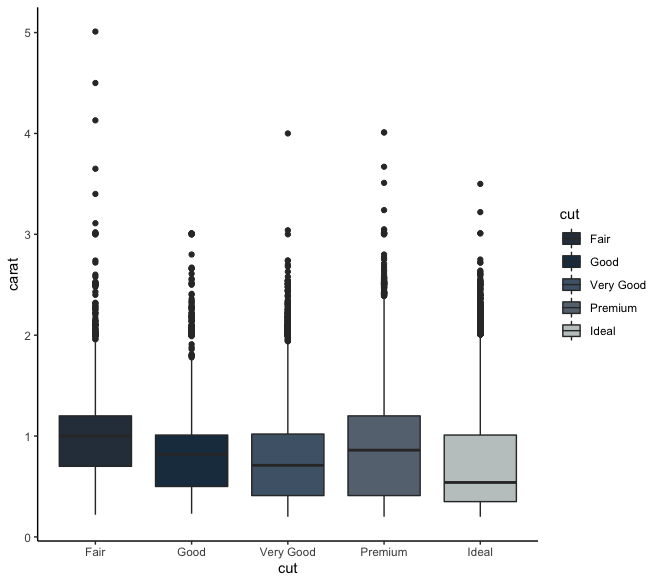 5
4
3
2
1
0
carat
Fair
Good
Very Good
Premium
Ideal
cut
cut
Fair
Good
Very Good
Premium
Ideal